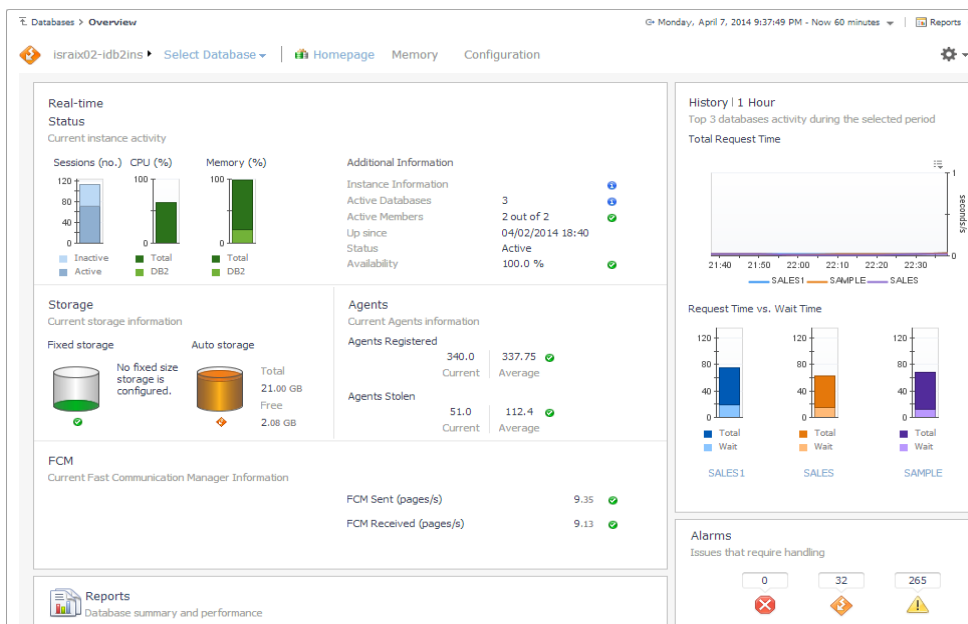 Databases > Overview
Monday, April 7, 2014 9:37:49 PM - Now 60 minutes
Reports
israix02-idb2ins
Select Database
Homepage
Memory
Configuration
Real-time
Status
Current instance activity
Sessions (no.)
CPU (%)
Memory (%)
120
80
40
0
100
0
100
0
Inactive
Active
Total
DB2
Total
DB2
Additional Information
Instance Information
Active Databases 3
Active Members 2 out of 2
Up since 04/02/2014 18:40
Status Active
Availability 100.0 %
Storage
Current storage information
Fixed storage
No fixed size
storage is
configured.
Auto storage
Total
21.00 GB
Free
2.08 GB
Agents
Current Agents information
Agents Registered
340.0 337.75
Current Average
Agents Stolen
51.0 112.4
Current Average
FCM
Current Fast Communication Manager Information
FCM Sent (pages/s) 9.35
FCM Received (pages/s) 9.13
Reports
Database summary and performance
History | 1 Hour
Top 3 databases activity during the selected period
Total Request Time
1
seconds/s
0
21:40 21:50 22:00 22:10 22:20 22:30
SALES1 SAMPLE SALES
Request Time vs. Wait Time
120 120 120
80 80 80
40 40 40
0 0 0
Total Total Total
Wait Wait Wait
SALES1 SALES SAMPLE
Alarms
Issues that require handling
0 32 265